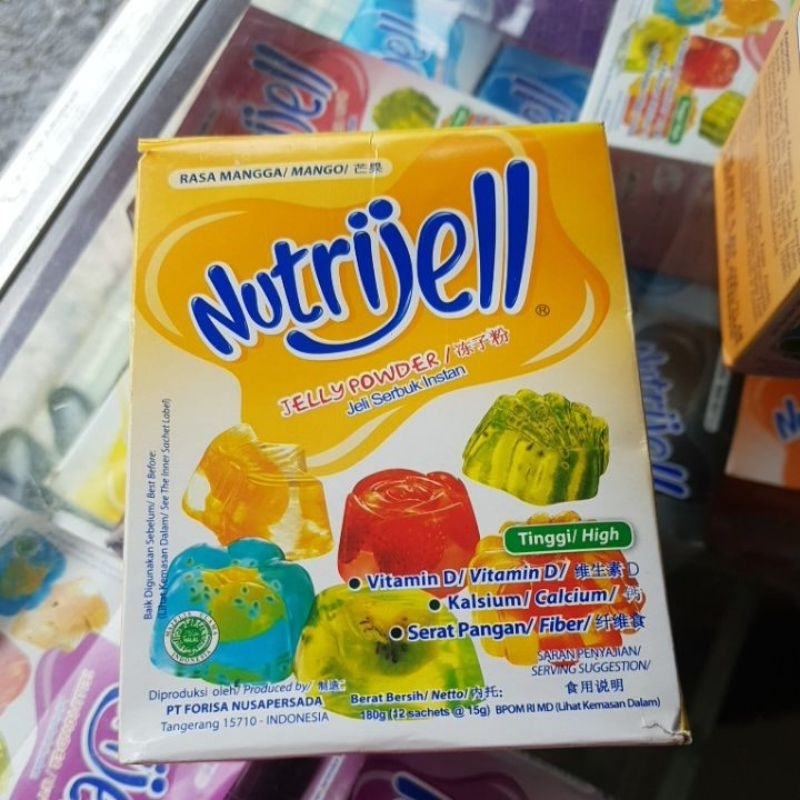 RASA MANGGA/ MANGO/ 芒果
Nutrijell®
JELLY POWDER / 冻子粉
Jeli Serbuk Instan
Baik Digunakan Sebelum/ Best Before:
(Lihat Kemasan Dalam/ See The Inner Sachet Label)
Tinggi/ High
• Vitamin D/ Vitamin D/ 维生素 D
• Kalsium/ Calcium/ 钙
• Serat Pangan/ Fiber/ 纤维食
SARAN PENYAJIAN/
SERVING SUGGESTION/
食用说明
HALAL
INDONESIA
Diproduksi oleh/ Produced by/ 制造:
PT FORISA NUSAPERSADA
Tangerang 15710 - INDONESIA
Berat Bersih/ Netto/ 内托:
180g (12 sachets @ 15g) BPOM RI MD (Lihat Kemasan Dalam)
Nutrijell